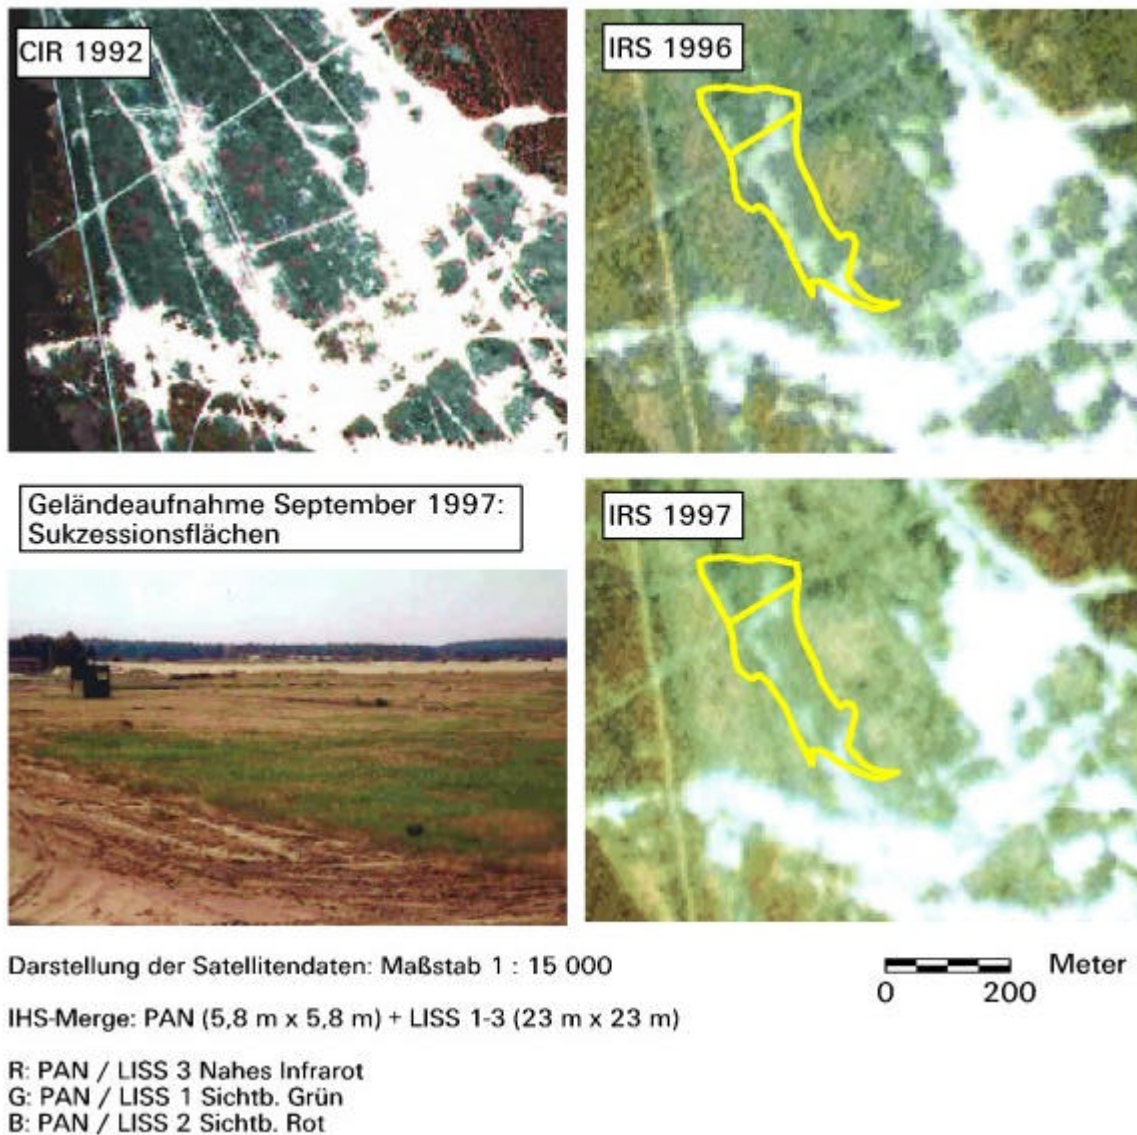 CIR 1992
IRS 1996
Geländeaufnahme September 1997:
Sukzessionsflächen
IRS 1997
Darstellung der Satellitendaten: Maßstab 1 : 15 000
Meter
0 200
IHS-Merge: PAN (5,8 m x 5,8 m) + LISS 1-3 (23 m x 23 m)
R: PAN / LISS 3 Nahes Infrarot
G: PAN / LISS 1 Sichtb. Grün
B: PAN / LISS 2 Sichtb. Rot